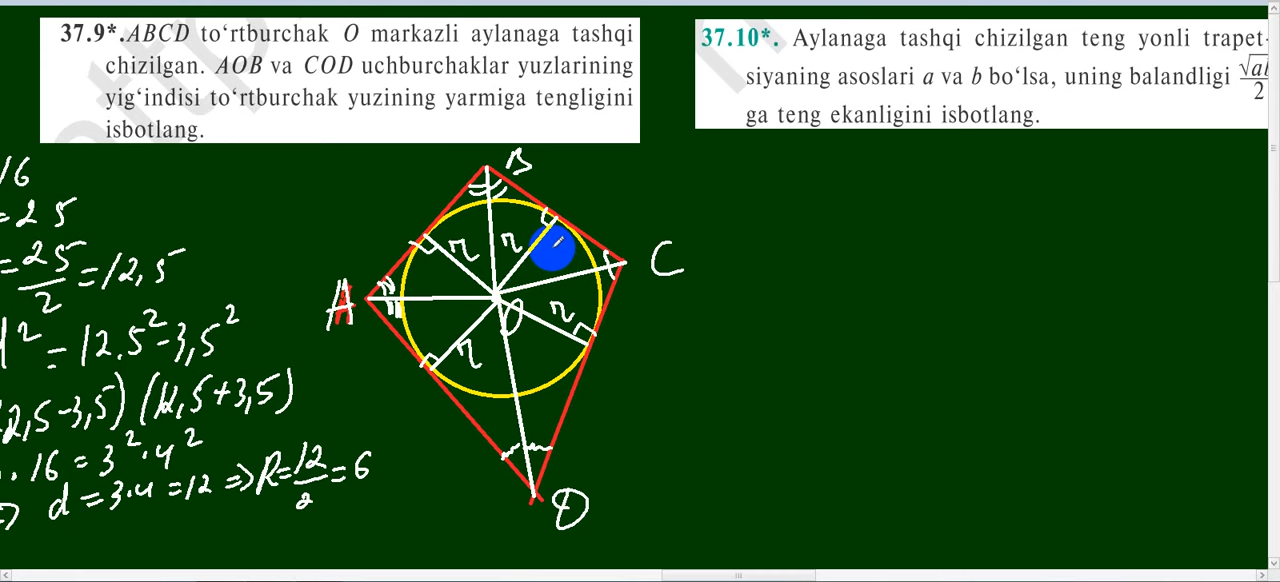 37.9*. ABCD to‘rtburchak O markazli aylanaga tashqi
chizilgan. AOB va COD uchburchaklar yuzlarining
yig‘indisi to‘rtburchak yuzining yarmiga tengligini
isbotlang.
37.10*. Aylanaga tashqi chizilgan teng yonli trapet-
siyaning asoslari a va b bo‘lsa, uning balandligi
2
ga teng ekanligini isbotlang.
16
= 25
= 25/2 = 12,5
² = 12,5² - 3,5²
2,5 - 3,5) (12,5 + 3,5)
16 = 3² · 4²
d = 3·4 = 12 => R = 12/2 = 6
B
C
A
D
O
r
r
r
r